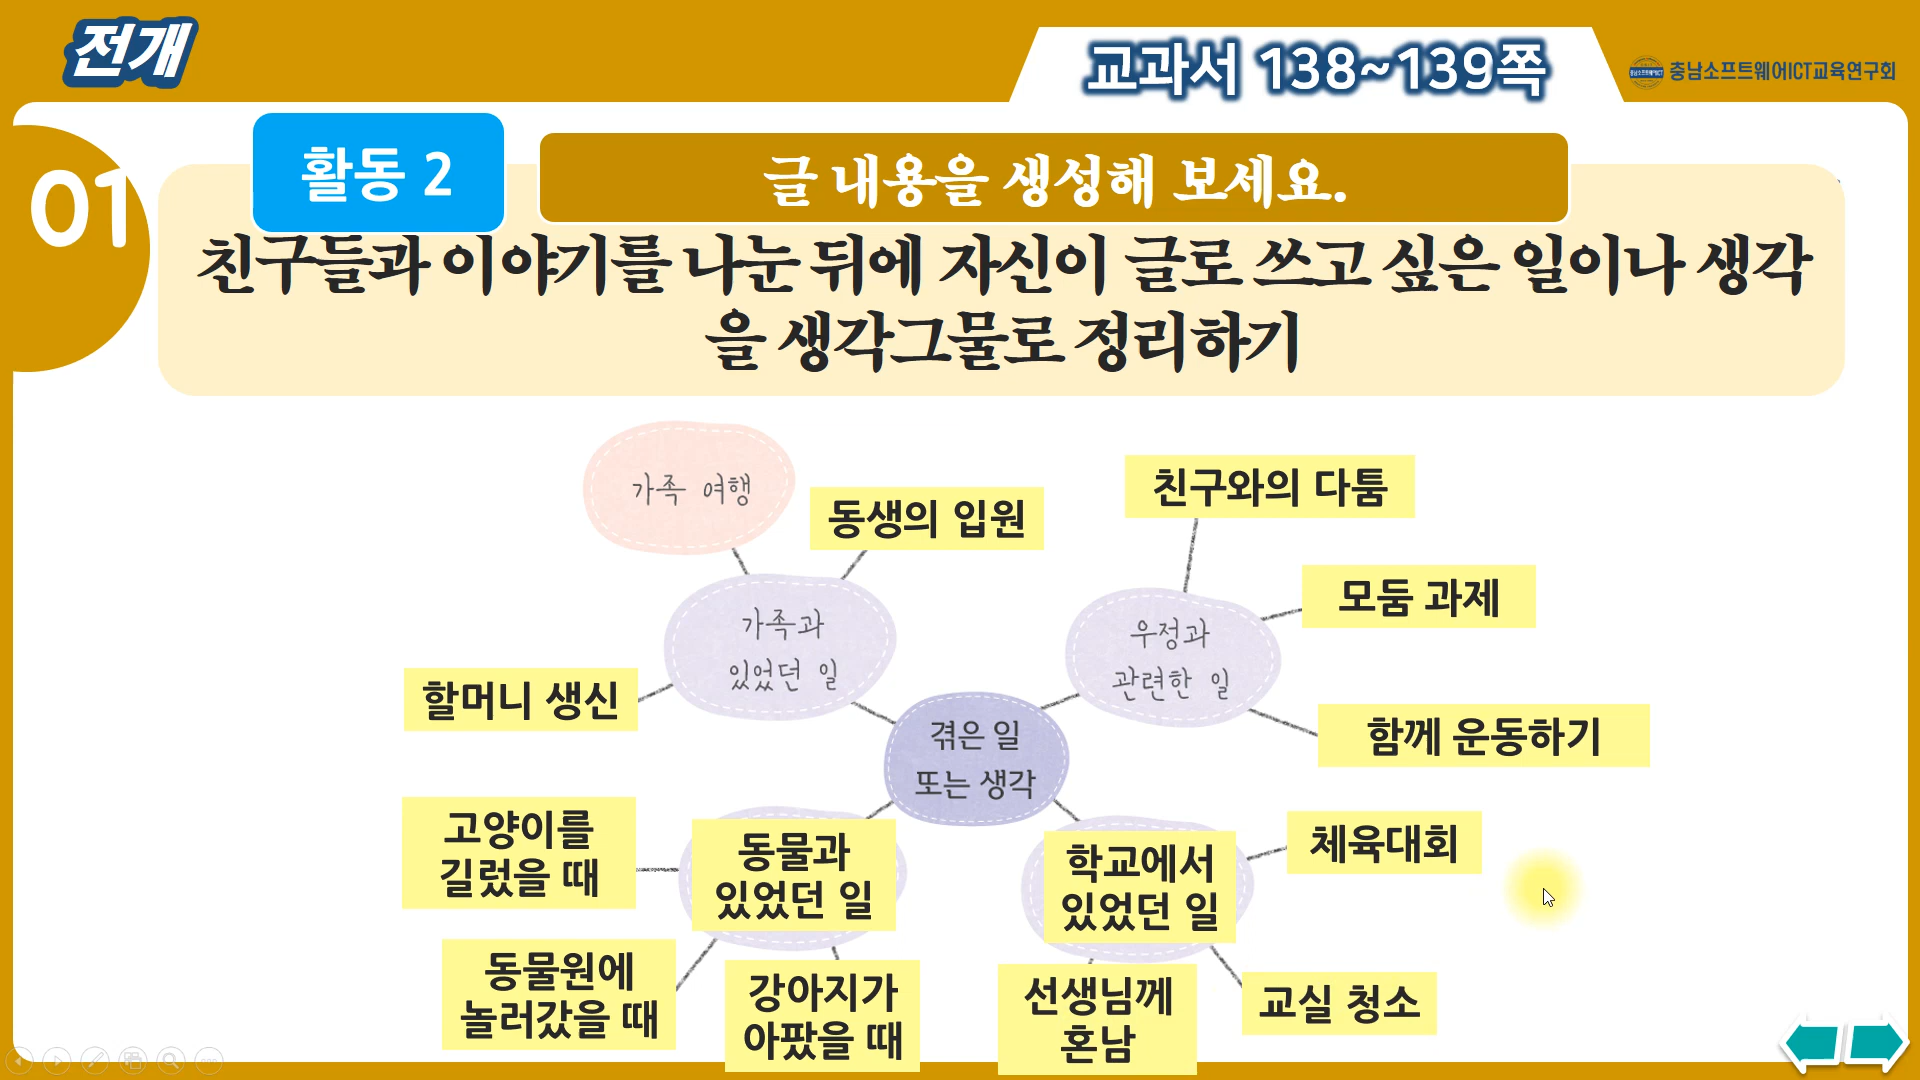 전개
교과서 138~139쪽
충남소프트웨어ICT교육연구회
01
활동 2
글 내용을 생성해 보세요.
친구들과 이야기를 나눈 뒤에 자신이 글로 쓰고 싶은 일이나 생각
을 생각그물로 정리하기
가족 여행
동생의 입원
친구와의 다툼
모둠 과제
가족과
있었던 일
우정과
관련한 일
할머니 생신
함께 운동하기
겪은 일
또는 생각
고양이를
길렀을 때
동물과
있었던 일
학교에서
있었던 일
체육대회
동물원에
놀러갔을 때
강아지가
아팠을 때
선생님께
혼남
교실 청소